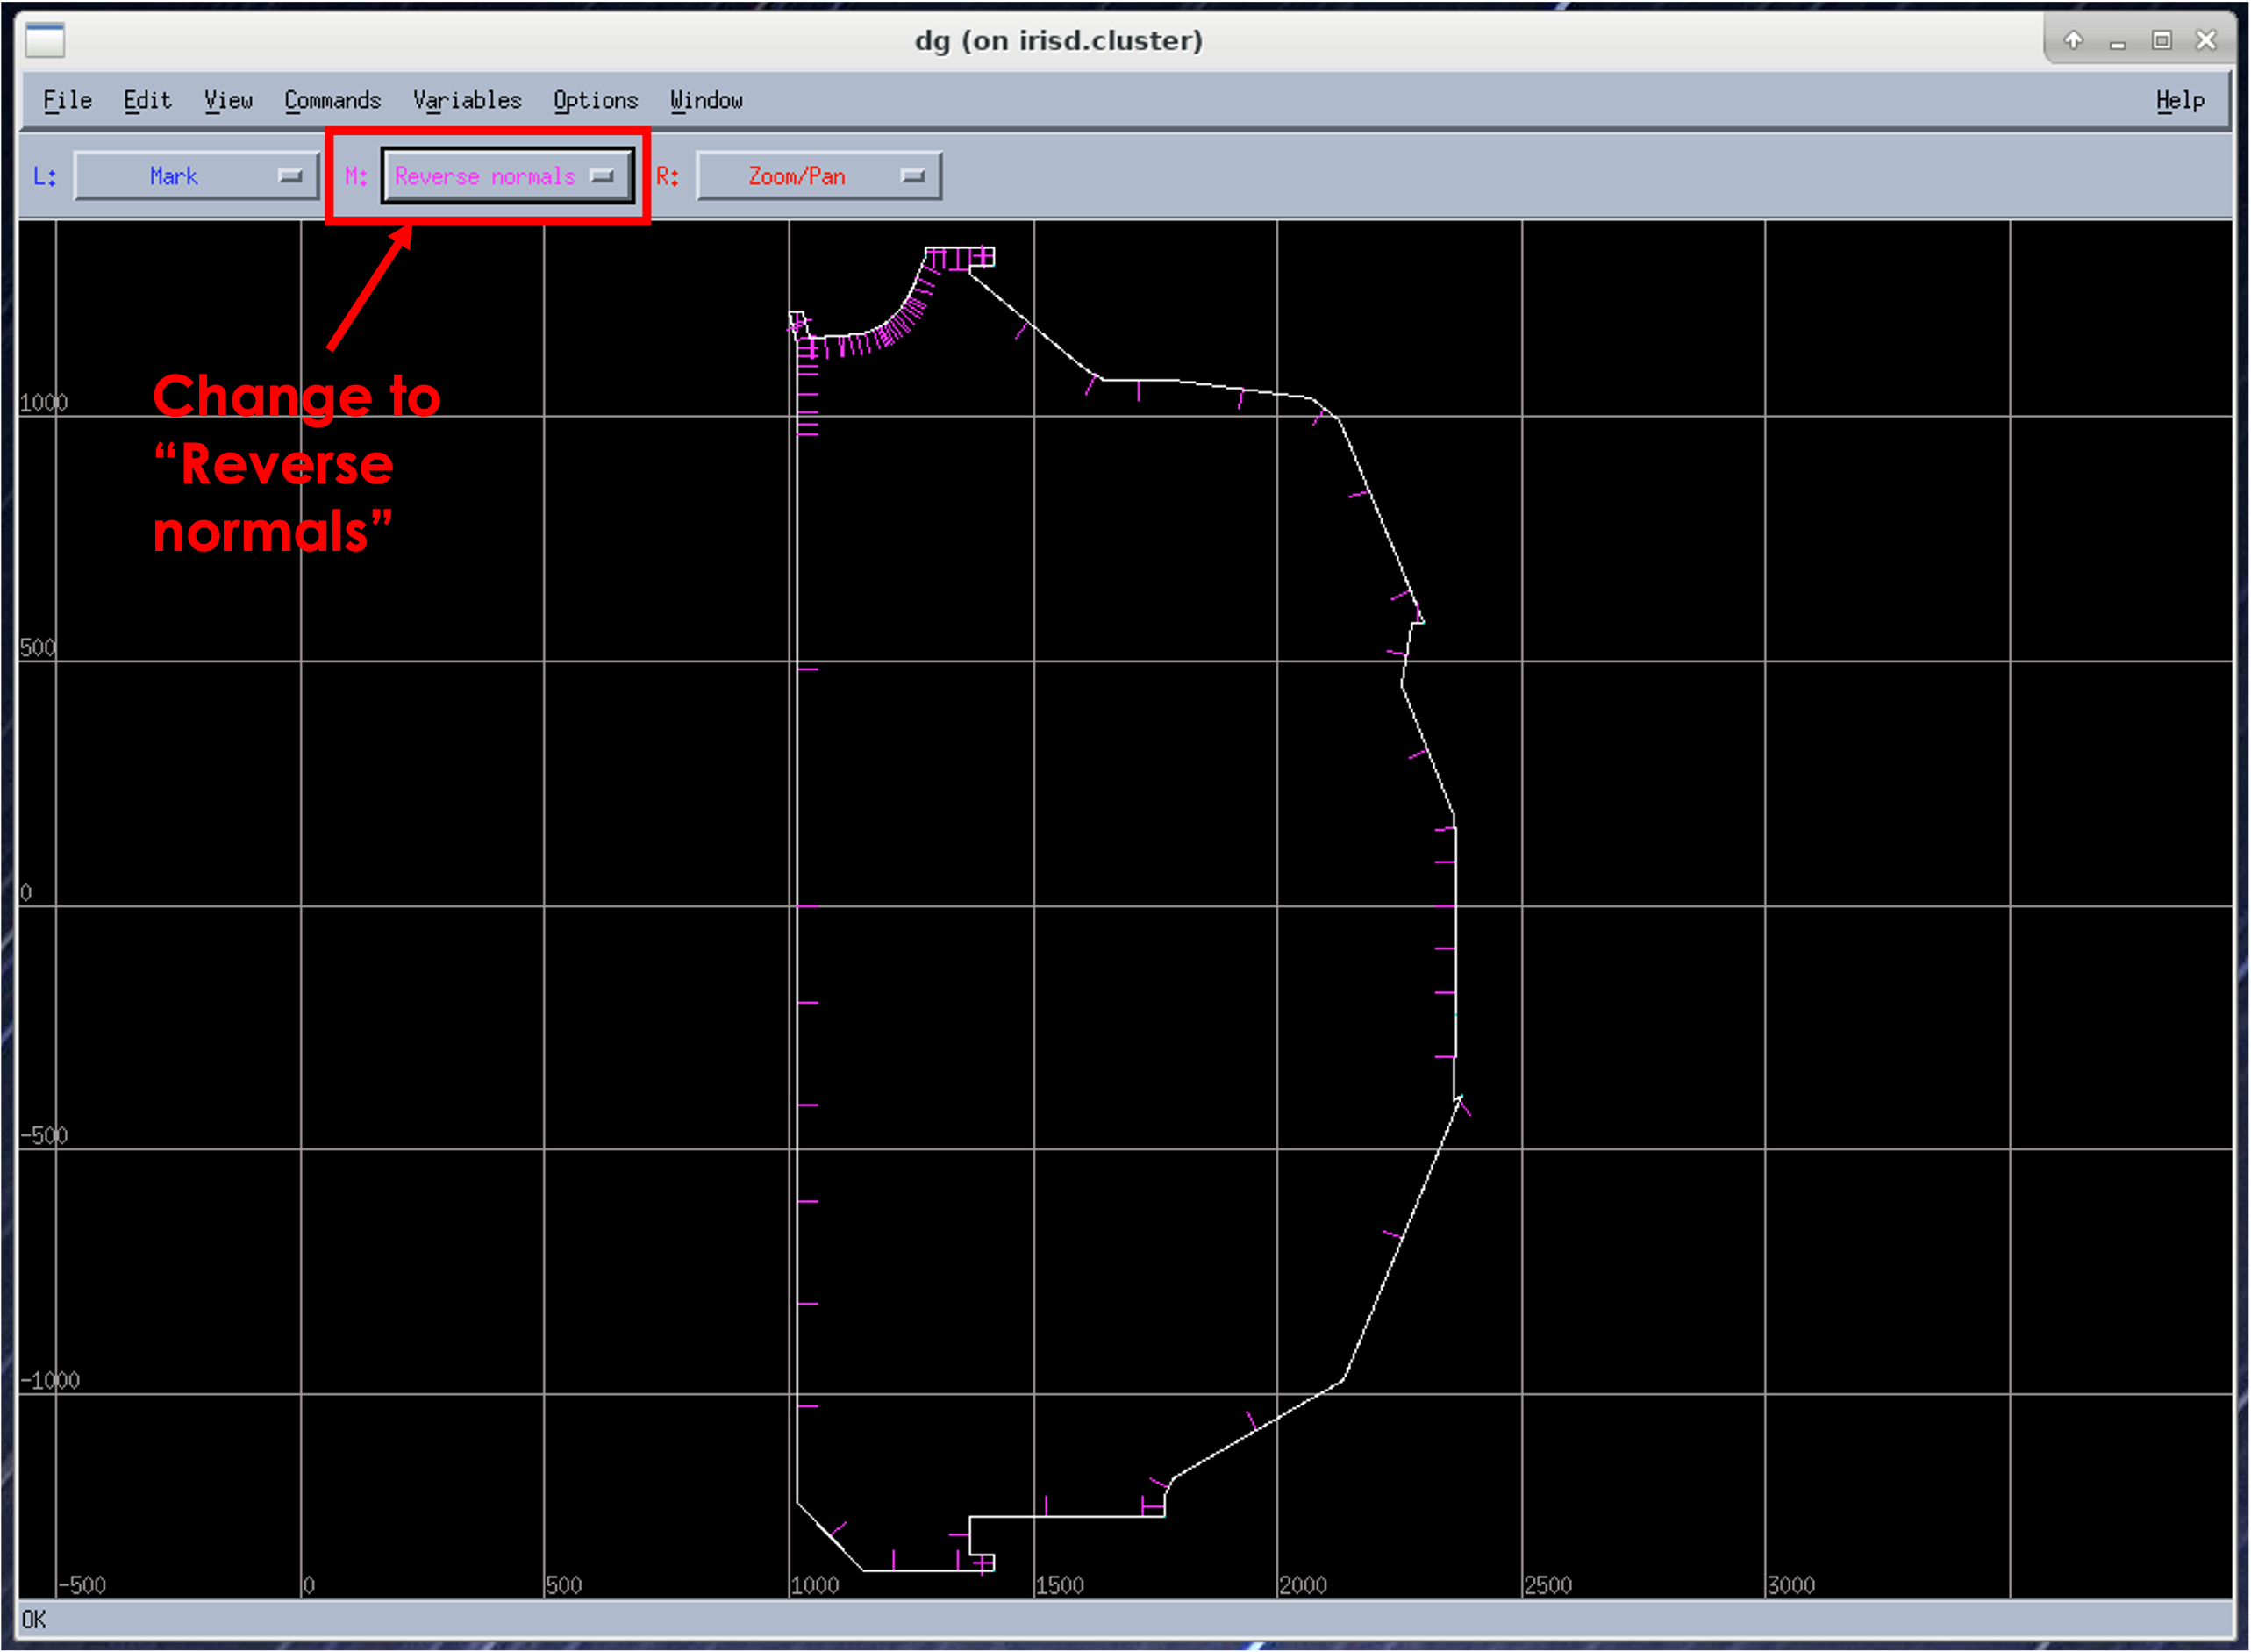 dg (on irisd.cluster)
File Edit View Commands Variables Options Window Help
L: Mark M: Reverse normals R: Zoom/Pan
Change to
“Reverse
normals”
1000
500
0
-500
-1000
-500 0 500 1000 1500 2000 2500 3000
OK